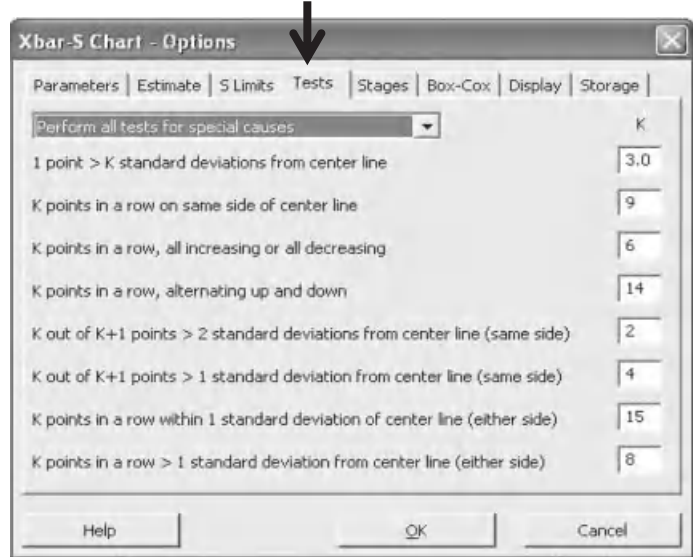 Xbar-S Chart - Options
Parameters Estimate S Limits Tests Stages Box-Cox Display Storage
Perform all tests for special causes K
1 point > K standard deviations from center line 3.0
K points in a row on same side of center line 9
K points in a row, all increasing or all decreasing 6
K points in a row, alternating up and down 14
K out of K+1 points > 2 standard deviations from center line (same side) 2
K out of K+1 points > 1 standard deviation from center line (same side) 4
K points in a row within 1 standard deviation of center line (either side) 15
K points in a row > 1 standard deviation from center line (either side) 8
Help OK Cancel